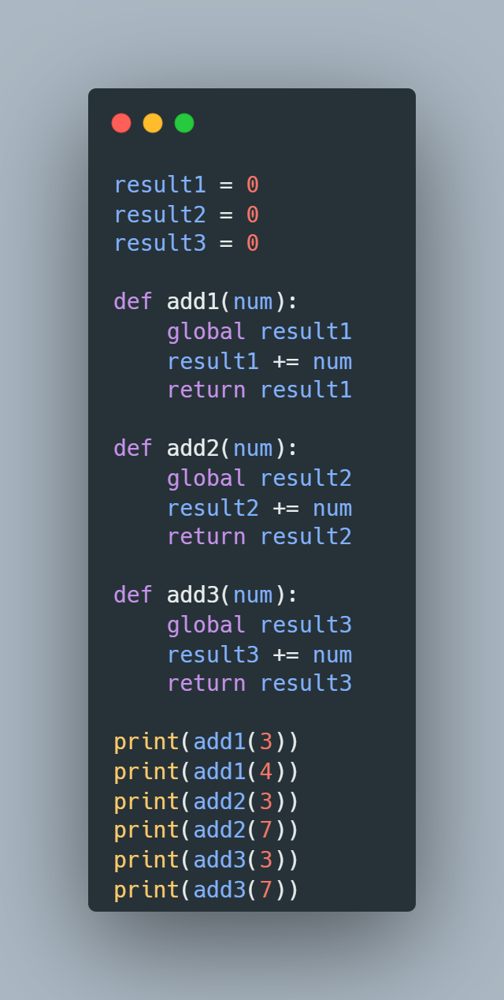 result1 = 0
result2 = 0
result3 = 0

def add1(num):
    global result1
    result1 += num
    return result1

def add2(num):
    global result2
    result2 += num
    return result2

def add3(num):
    global result3
    result3 += num
    return result3

print(add1(3))
print(add1(4))
print(add2(3))
print(add2(7))
print(add3(3))
print(add3(7))